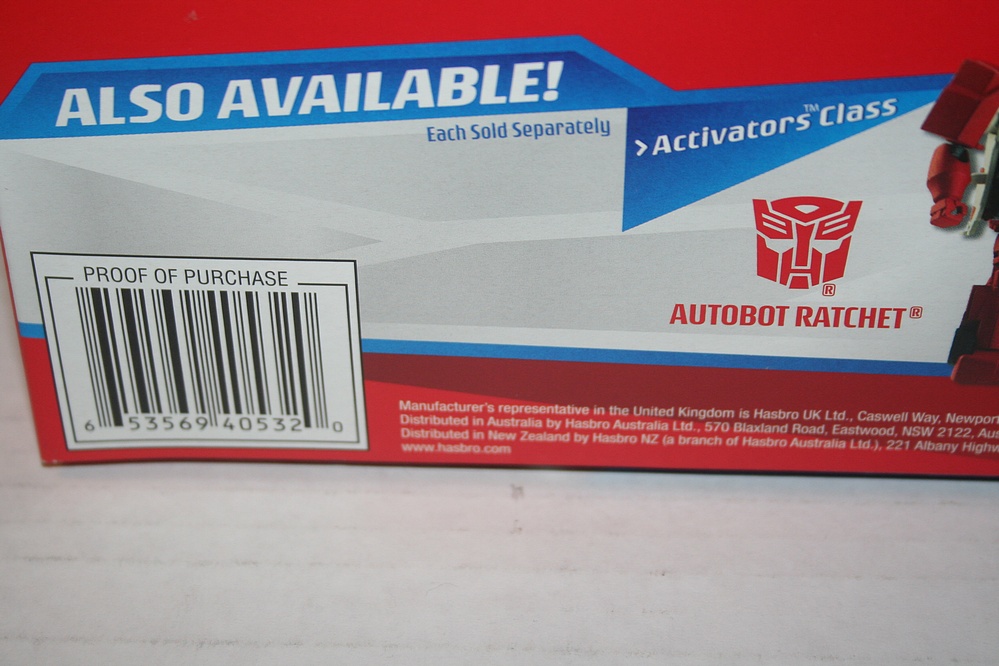 ALSO AVAILABLE!
Each Sold Separately
>Activators™ Class
®
AUTOBOT RATCHET®
PROOF OF PURCHASE
6 53569 40532 0
Manufacturer's representative in the United Kingdom is Hasbro UK Ltd., Caswell Way, Newport
Distributed in Australia by Hasbro Australia Ltd., 570 Blaxland Road, Eastwood, NSW 2122, Aus
Distributed in New Zealand by Hasbro NZ (a branch of Hasbro Australia Ltd.), 221 Albany Highw
www.hasbro.com